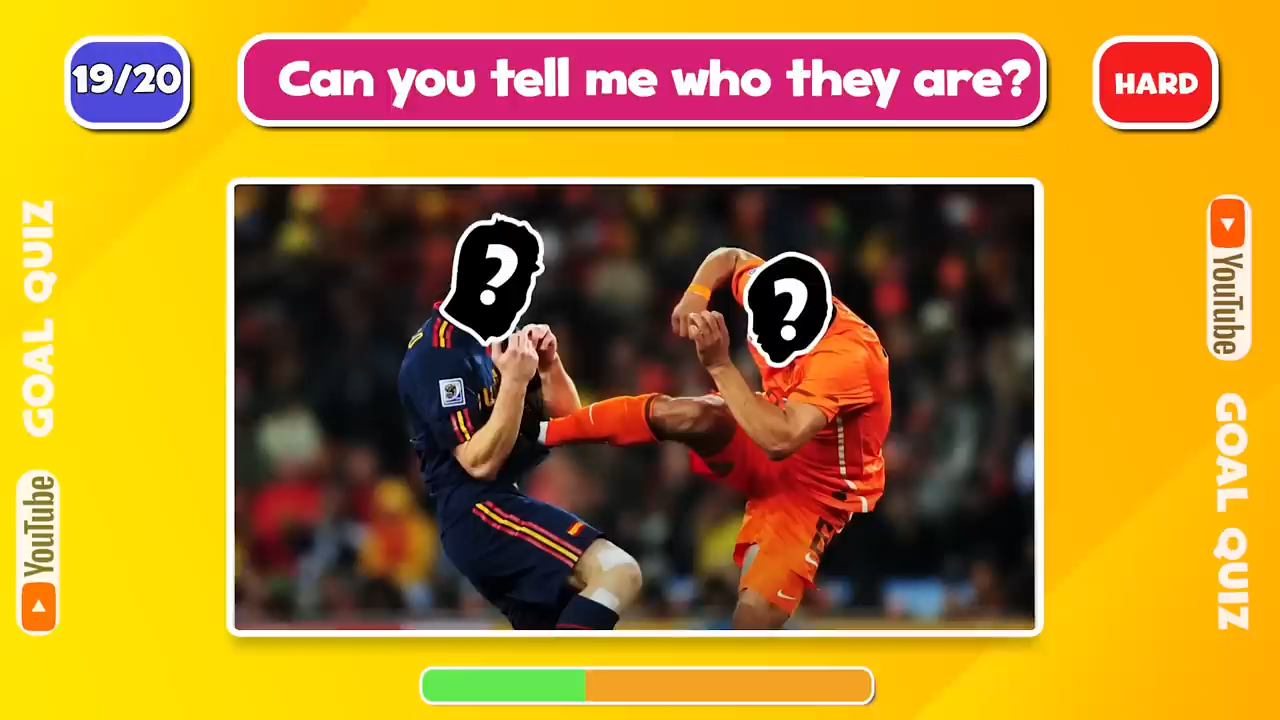 19/20
Can you tell me who they are?
HARD
GOAL QUIZ
YouTube
?
?
YouTube
GOAL QUIZ